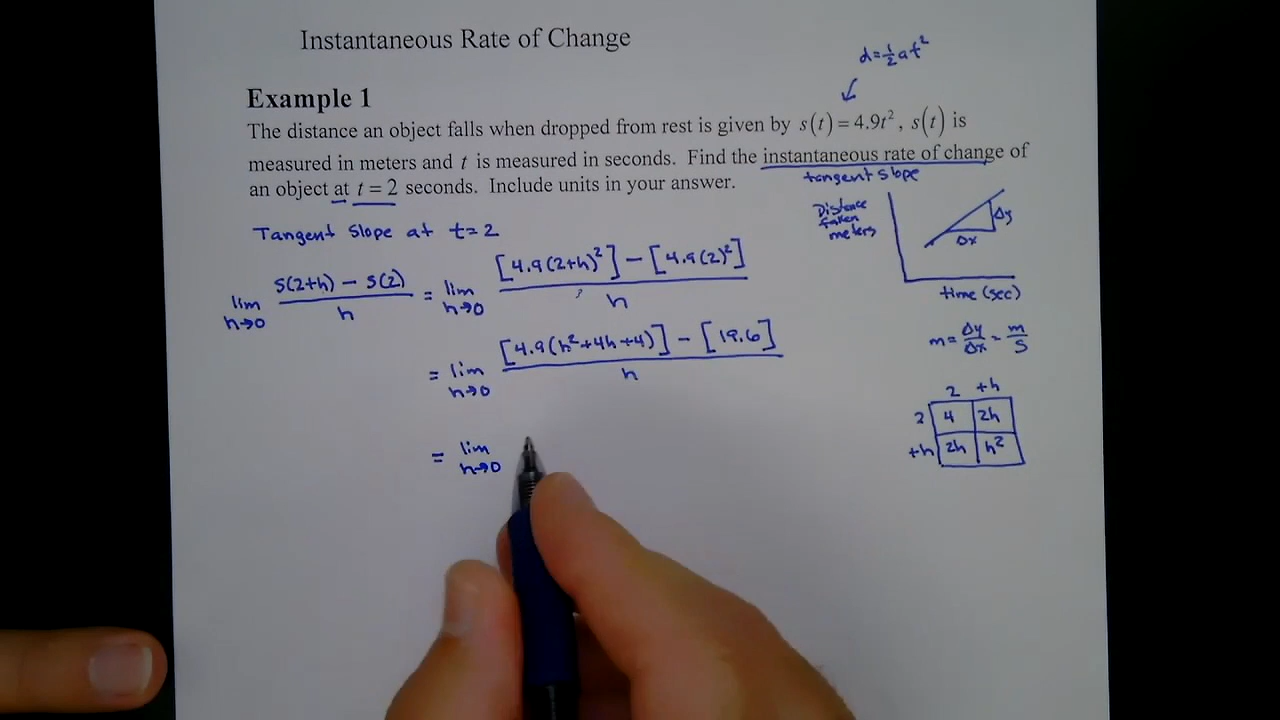 Instantaneous Rate of Change
d=½at²
Example 1
The distance an object falls when dropped from rest is given by s(t) = 4.9t², s(t) is
measured in meters and t is measured in seconds. Find the instantaneous rate of change of
an object at t = 2 seconds. Include units in your answer.
tangent slope
Distance
fallen
meters
Δy
Δx
time (sec)
Tangent Slope at t=2
lim h→0 (s(2+h) - s(2))/h = lim h→0 ([4.9(2+h)²] - [4.9(2)²])/h
= lim h→0 ([4.9(h²+4h+4)] - [19.6])/h
m = Δy/Δx = m/s
2 +h
2 4 2h
+h 2h h²
= lim h→0